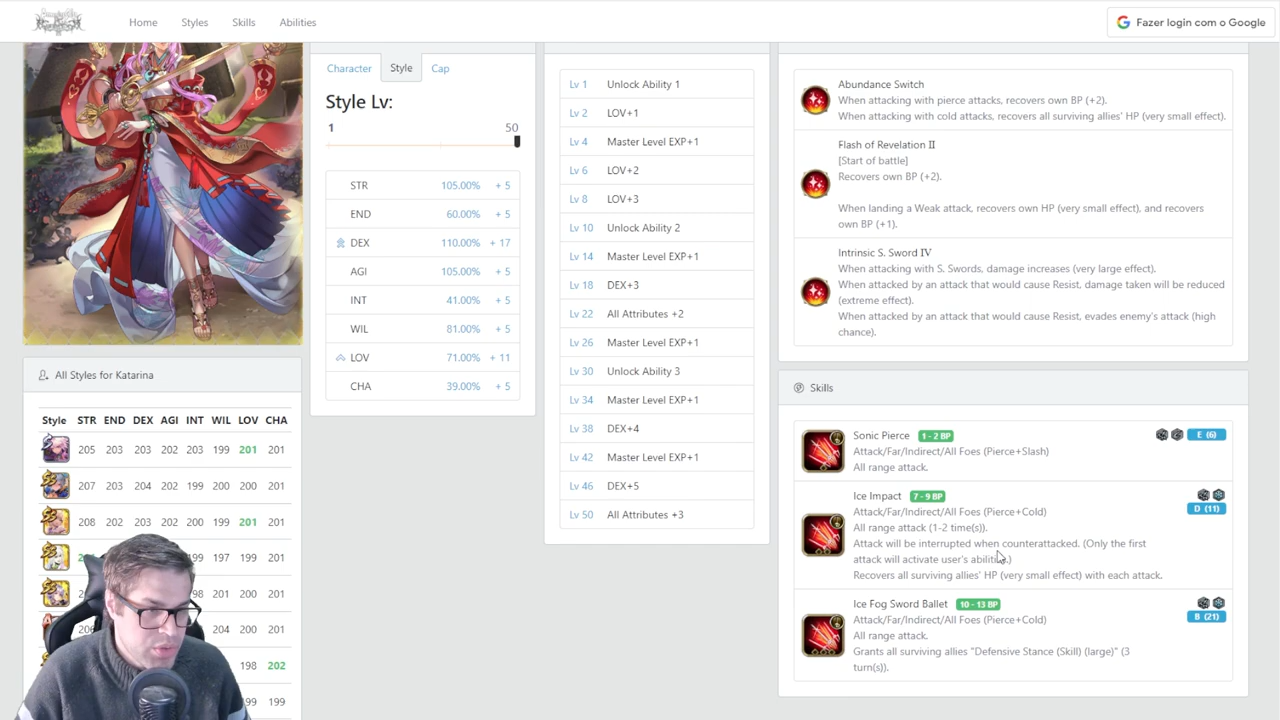 Home
Styles
Skills
Abilities
Fazer login com o Google
Character
Style
Cap
Style Lv:
1
50
STR 105.00% + 5
END 60.00% + 5
DEX 110.00% + 17
AGI 105.00% + 5
INT 41.00% + 5
WIL 81.00% + 5
LOV 71.00% + 11
CHA 39.00% + 5
Lv 1 Unlock Ability 1
Lv 2 LOV+1
Lv 4 Master Level EXP+1
Lv 6 LOV+2
Lv 8 LOV+3
Lv 10 Unlock Ability 2
Lv 14 Master Level EXP+1
Lv 18 DEX+3
Lv 22 All Attributes +2
Lv 26 Master Level EXP+1
Lv 30 Unlock Ability 3
Lv 34 Master Level EXP+1
Lv 38 DEX+4
Lv 42 Master Level EXP+1
Lv 46 DEX+5
Lv 50 All Attributes +3
Abundance Switch
When attacking with pierce attacks, recovers own BP (+2).
When attacking with cold attacks, recovers all surviving allies' HP (very small effect).
Flash of Revelation II
[Start of battle]
Recovers own BP (+2).
When landing a Weak attack, recovers own HP (very small effect), and recovers
own BP (+1).
Intrinsic S. Sword IV
When attacking with S. Swords, damage increases (very large effect).
When attacked by an attack that would cause Resist, damage taken will be reduced
(extreme effect).
When attacked by an attack that would cause Resist, evades enemy's attack (high
chance).
Skills
Sonic Pierce 1 - 2 BP E (6)
Attack/Far/Indirect/All Foes (Pierce+Slash)
All range attack.
Ice Impact 7 - 9 BP
D (11)
Attack/Far/Indirect/All Foes (Pierce+Cold)
All range attack (1-2 time(s)).
Attack will be interrupted when counterattacked. (Only the first
attack will activate user's abilities.)
Recovers all surviving allies' HP (very small effect) with each attack.
Ice Fog Sword Ballet 10 - 13 BP
B (21)
Attack/Far/Indirect/All Foes (Pierce+Cold)
All range attack.
Grants all surviving allies "Defensive Stance (Skill) (large)" (3
turn(s)).
All Styles for Katarina
Style STR END DEX AGI INT WIL LOV CHA
205 203 203 202 203 199 201 201
207 203 204 202 199 200 200 201
208 202 203 202 200 199 201 201
199 197 199 201
201 200 201
204 200 201
198 202
199